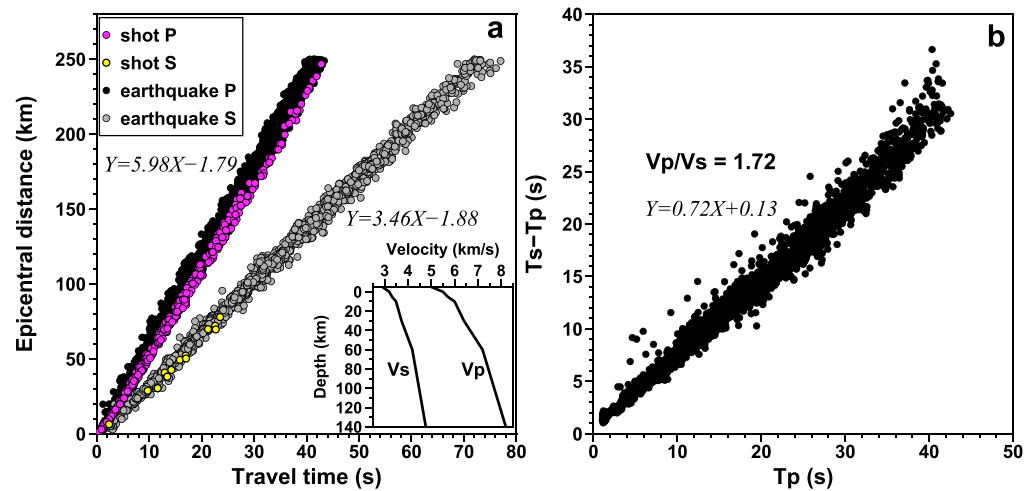 a
shot P
shot S
earthquake P
earthquake S
Y=5.98X−1.79
Y=3.46X−1.88
Epicentral distance (km)
250
200
150
100
50
0
0 10 20 30 40 50 60 70 80
Travel time (s)
Velocity (km/s)
3 4 5 6 7 8
Depth (km)
0
20
40
60
80
100
120
140
Vs
Vp
b
Vp/Vs = 1.72
Y=0.72X+0.13
Ts−Tp (s)
40
35
30
25
20
15
10
5
0
0 10 20 30 40 50
Tp (s)